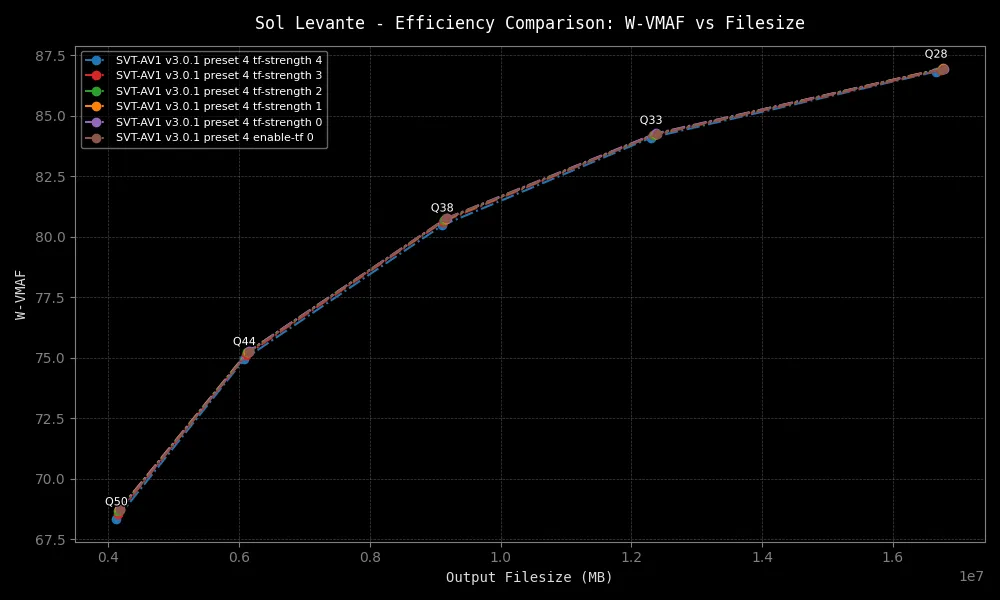 Sol Levante - Efficiency Comparison: W-VMAF vs Filesize
SVT-AV1 v3.0.1 preset 4 tf-strength 4
SVT-AV1 v3.0.1 preset 4 tf-strength 3
SVT-AV1 v3.0.1 preset 4 tf-strength 2
SVT-AV1 v3.0.1 preset 4 tf-strength 1
SVT-AV1 v3.0.1 preset 4 tf-strength 0
SVT-AV1 v3.0.1 preset 4 enable-tf 0
Q28
Q33
Q38
Q44
Q50
W-VMAF
87.5
85.0
82.5
80.0
77.5
75.0
72.5
70.0
67.5
0.4 0.6 0.8 1.0 1.2 1.4 1.6
1e7
Output Filesize (MB)